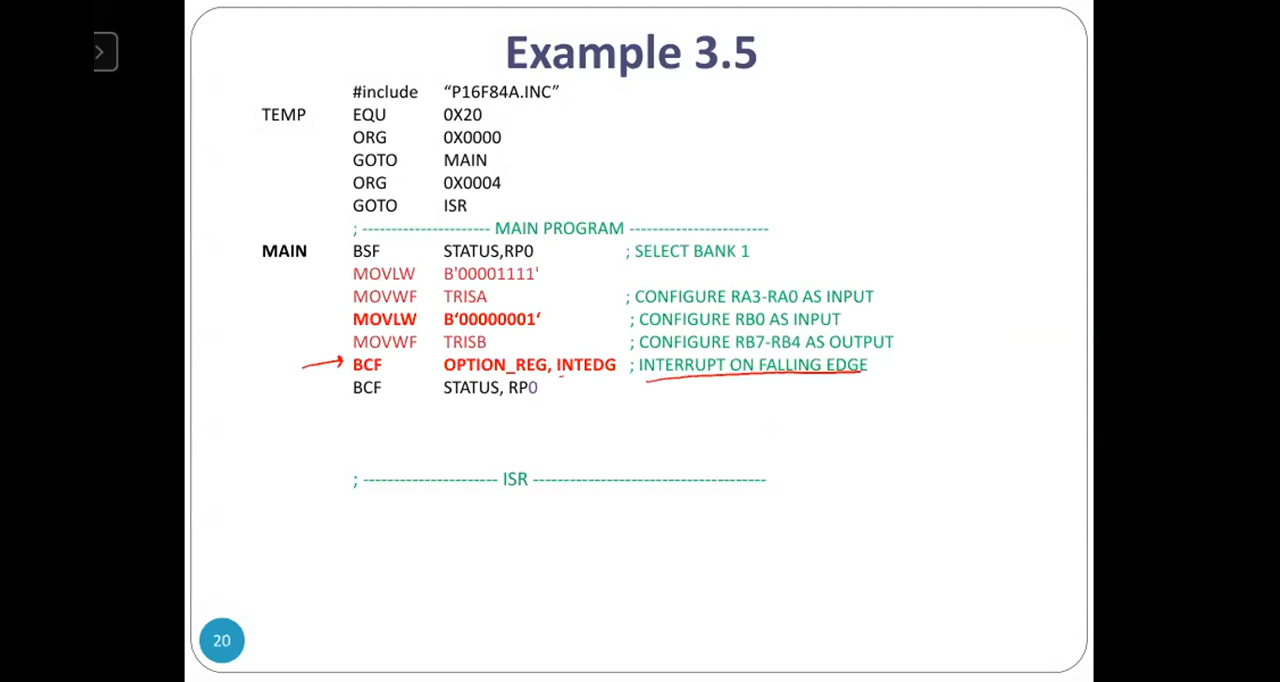 Example 3.5
#include "P16F84A.INC"
TEMP EQU 0X20
ORG 0X0000
GOTO MAIN
ORG 0X0004
GOTO ISR
; ---------------------- MAIN PROGRAM ------------------------
MAIN BSF STATUS,RP0 ; SELECT BANK 1
MOVLW B'00001111'
MOVWF TRISA ; CONFIGURE RA3-RA0 AS INPUT
MOVLW B‘00000001‘ ; CONFIGURE RB0 AS INPUT
MOVWF TRISB ; CONFIGURE RB7-RB4 AS OUTPUT
BCF OPTION_REG, INTEDG ; INTERRUPT ON FALLING EDGE
BCF STATUS, RP0
; ---------------------- ISR --------------------------------------
20